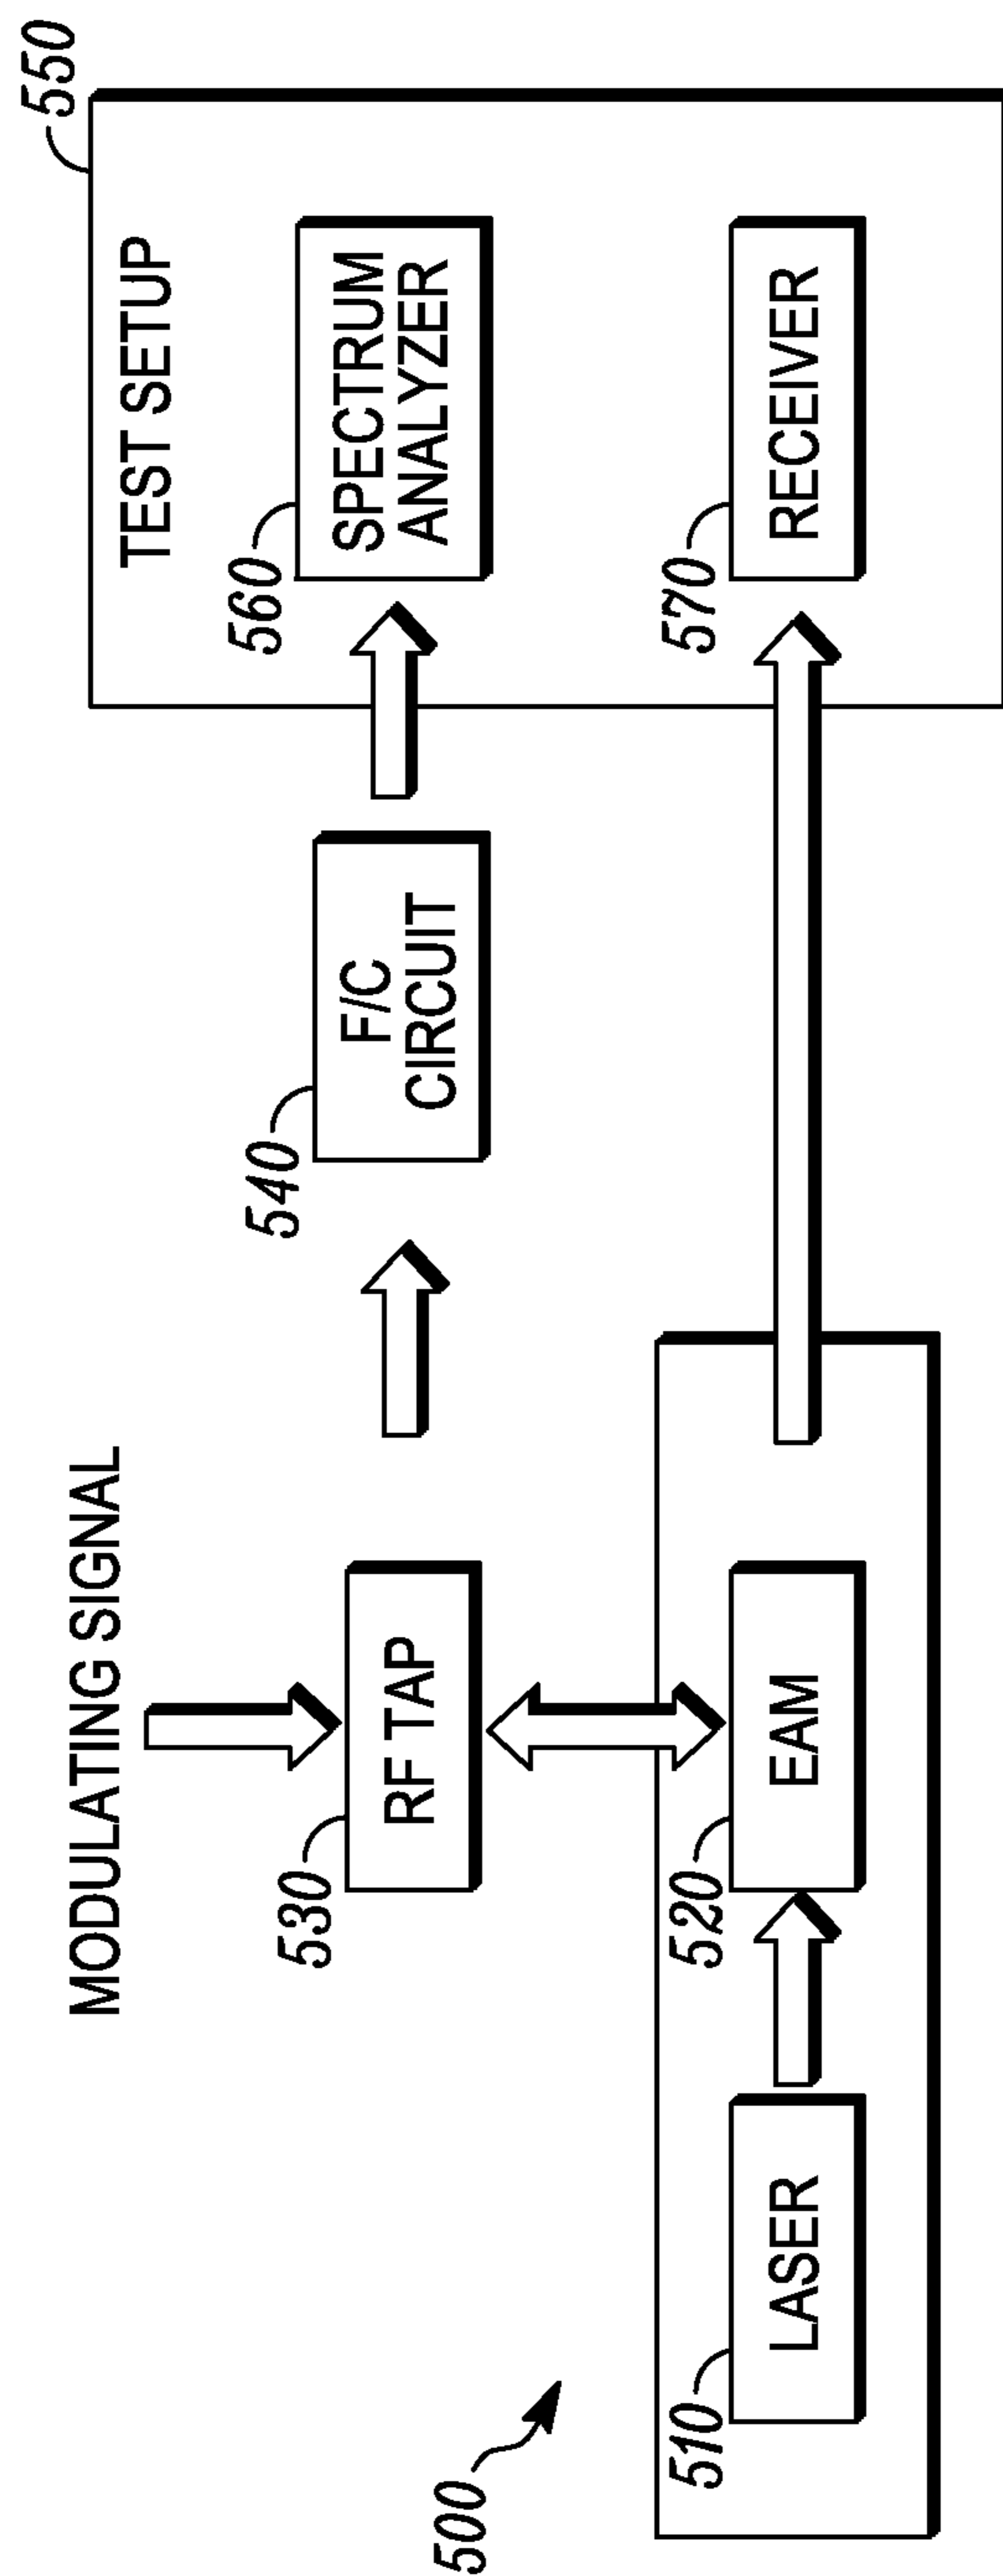 550
TEST SETUP
MODULATING SIGNAL
560
SPECTRUM
ANALYZER
540
F/C
CIRCUIT
530
RF TAP
500
510
LASER
520
EAM
570
RECEIVER